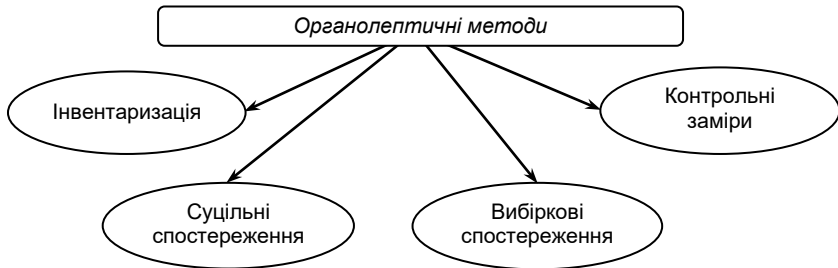 Органолептичні методи
Інвентаризація
Контрольні
заміри
Суцільні
спостереження
Вибіркові
спостереження